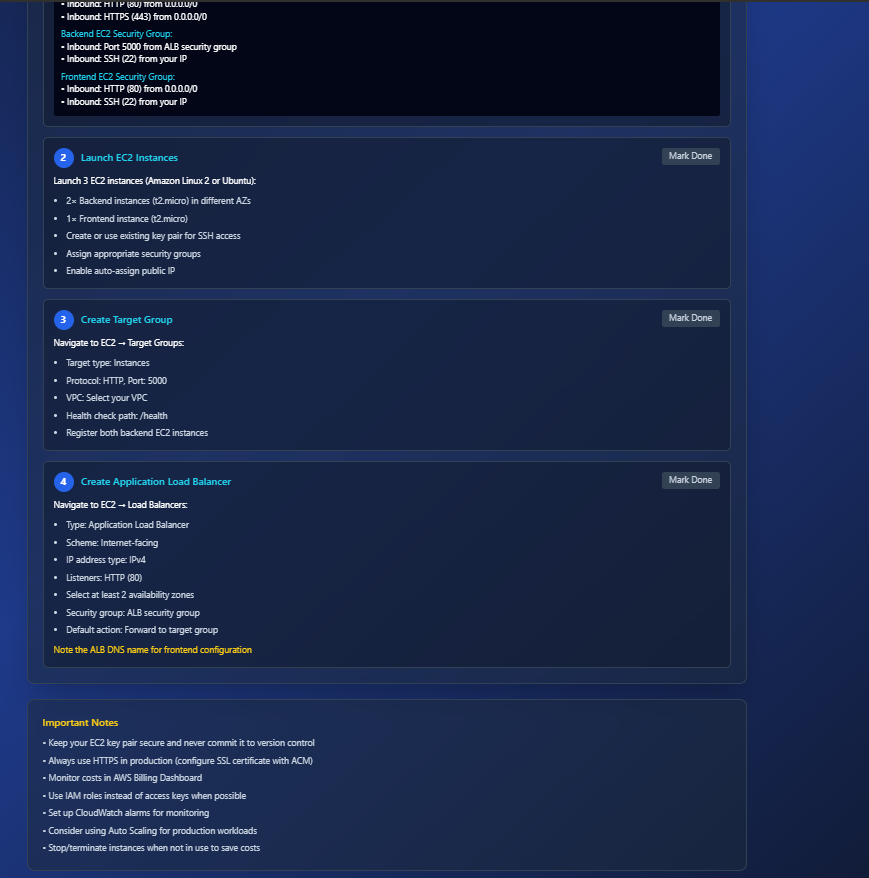 - Inbound: HTTP (80) from 0.0.0.0/0
- Inbound: HTTPS (443) from 0.0.0.0/0
Backend EC2 Security Group:
- Inbound: Port 5000 from ALB security group
- Inbound: SSH (22) from your IP
Frontend EC2 Security Group:
- Inbound: HTTP (80) from 0.0.0.0/0
- Inbound: SSH (22) from your IP
2 Launch EC2 Instances Mark Done
Launch 3 EC2 instances (Amazon Linux 2 or Ubuntu):
• 2× Backend instances (t2.micro) in different AZs
• 1× Frontend instance (t2.micro)
• Create or use existing key pair for SSH access
• Assign appropriate security groups
• Enable auto-assign public IP
3 Create Target Group Mark Done
Navigate to EC2 → Target Groups:
• Target type: Instances
• Protocol: HTTP, Port: 5000
• VPC: Select your VPC
• Health check path: /health
• Register both backend EC2 instances
4 Create Application Load Balancer Mark Done
Navigate to EC2 → Load Balancers:
• Type: Application Load Balancer
• Scheme: Internet-facing
• IP address type: IPv4
• Listeners: HTTP (80)
• Select at least 2 availability zones
• Security group: ALB security group
• Default action: Forward to target group
Note the ALB DNS name for frontend configuration
Important Notes
• Keep your EC2 key pair secure and never commit it to version control
• Always use HTTPS in production (configure SSL certificate with ACM)
• Monitor costs in AWS Billing Dashboard
• Use IAM roles instead of access keys when possible
• Set up CloudWatch alarms for monitoring
• Consider using Auto Scaling for production workloads
• Stop/terminate instances when not in use to save costs